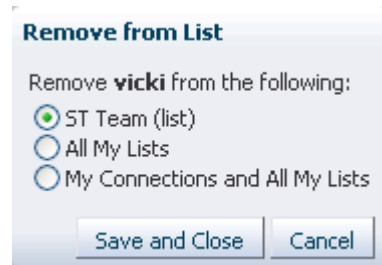 Remove from List
Remove vicki from the following:
ST Team (list)
All My Lists
My Connections and All My Lists
Save and Close Cancel